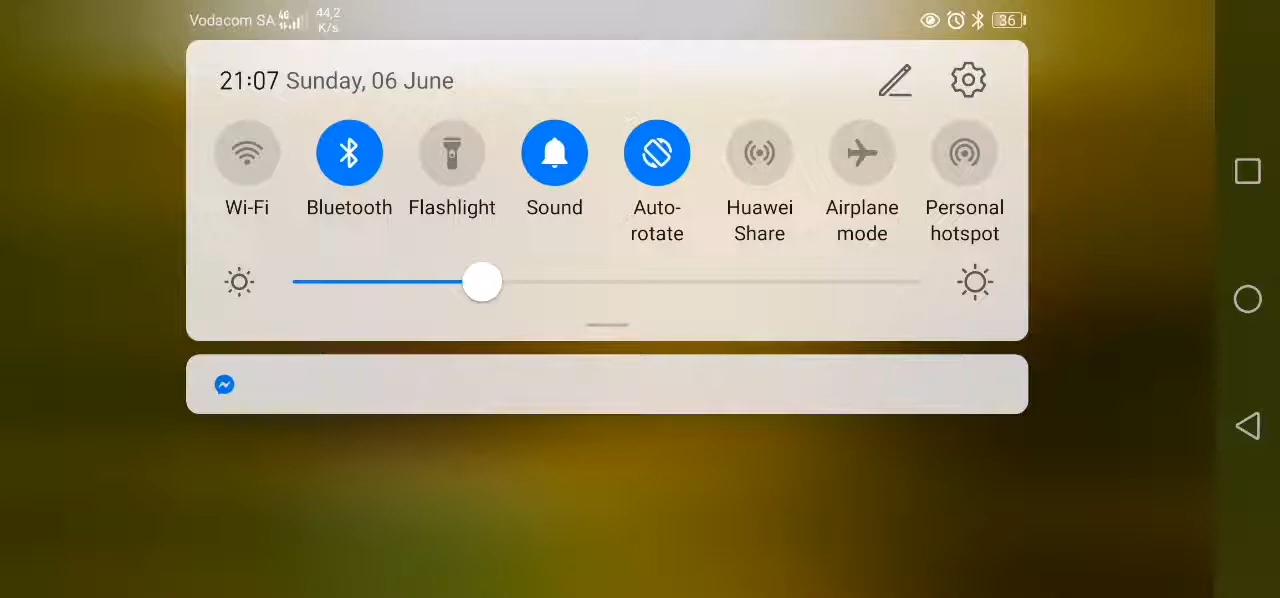 Vodacom SA 4G 44,2 K/s 36
21:07 Sunday, 06 June
Wi-Fi Bluetooth Flashlight Sound Auto-rotate Huawei Share Airplane mode Personal hotspot